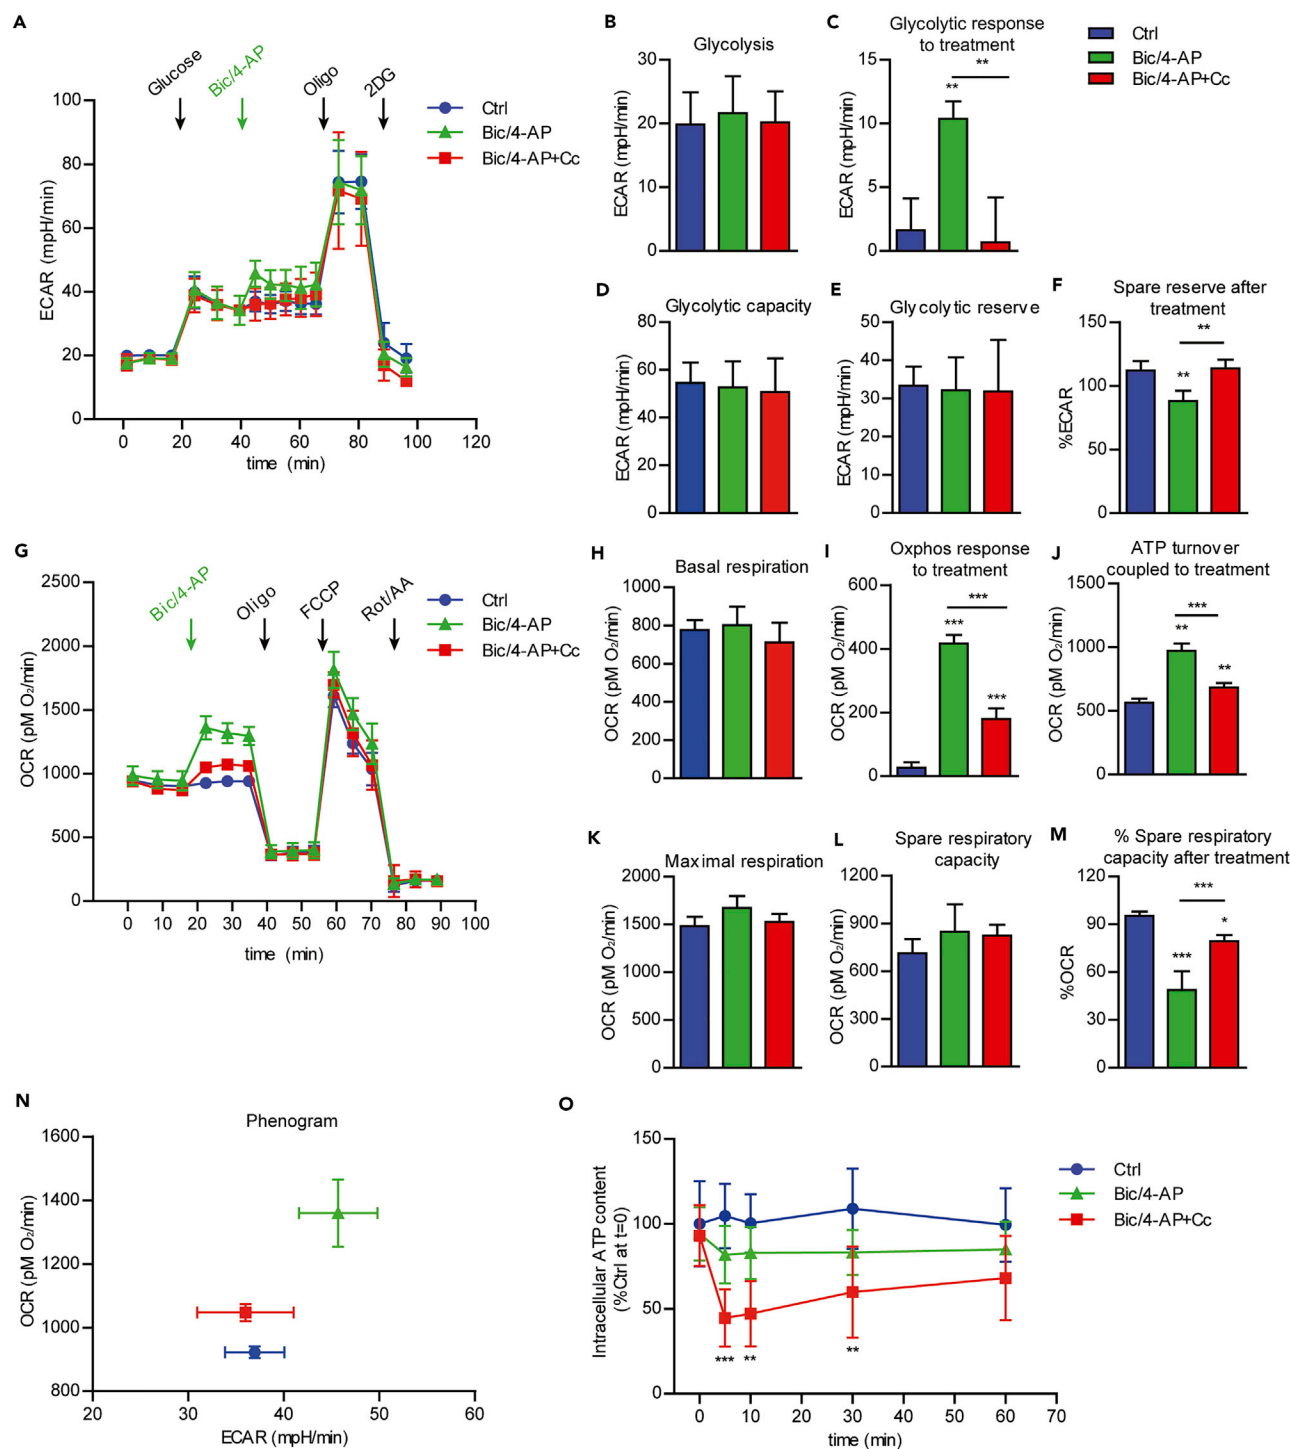 A
Glucose
Bic/4-AP
Oligo
2DG
Ctrl
Bic/4-AP
Bic/4-AP+Cc
100
80
60
40
20
0
ECAR (mpH/min)
0 20 40 60 80 100 120
time (min)
B
Glycolysis
30
20
10
0
ECAR (mpH/min)
C
Glycolytic response
to treatment
15
10
5
0
ECAR (mpH/min)
**
**
Ctrl
Bic/4-AP
Bic/4-AP+Cc
D
Glycolytic capacity
80
60
40
20
0
ECAR (mpH/min)
E
Glycolytic reserve
50
40
30
20
10
0
ECAR (mpH/min)
F
Spare reserve after
treatment
150
100
50
0
%ECAR
**
**
G
Bic/4-AP
Oligo
FCCP
Rot/AA
Ctrl
Bic/4-AP
Bic/4-AP+Cc
2500
2000
1500
1000
500
0
OCR (pM O₂/min)
0 10 20 30 40 50 60 70 80 90 100
time (min)
H
Basal respiration
1000
800
600
400
200
0
OCR (pM O₂/min)
I
Oxphos response
to treatment
600
400
200
0
OCR (pM O₂/min)
***
***
***
J
ATP turnover
coupled to treatment
1500
1000
500
0
OCR (pM O₂/min)
***
**
**
K
Maximal respiration
2000
1500
1000
500
0
OCR (pM O₂/min)
L
Spare respiratory
capacity
1200
900
600
300
0
OCR (pM O₂/min)
M
% Spare respiratory
capacity after treatment
120
90
60
30
0
%OCR
***
*
***
N
Phenogram
1600
1400
1200
1000
800
OCR (pM O₂/min)
20 30 40 50 60
ECAR (mpH/min)
O
150
100
50
0
Intracellular ATP content
(%Ctrl at t=0)
*** ** **
0 10 20 30 40 50 60 70
time (min)
Ctrl
Bic/4-AP
Bic/4-AP+Cc